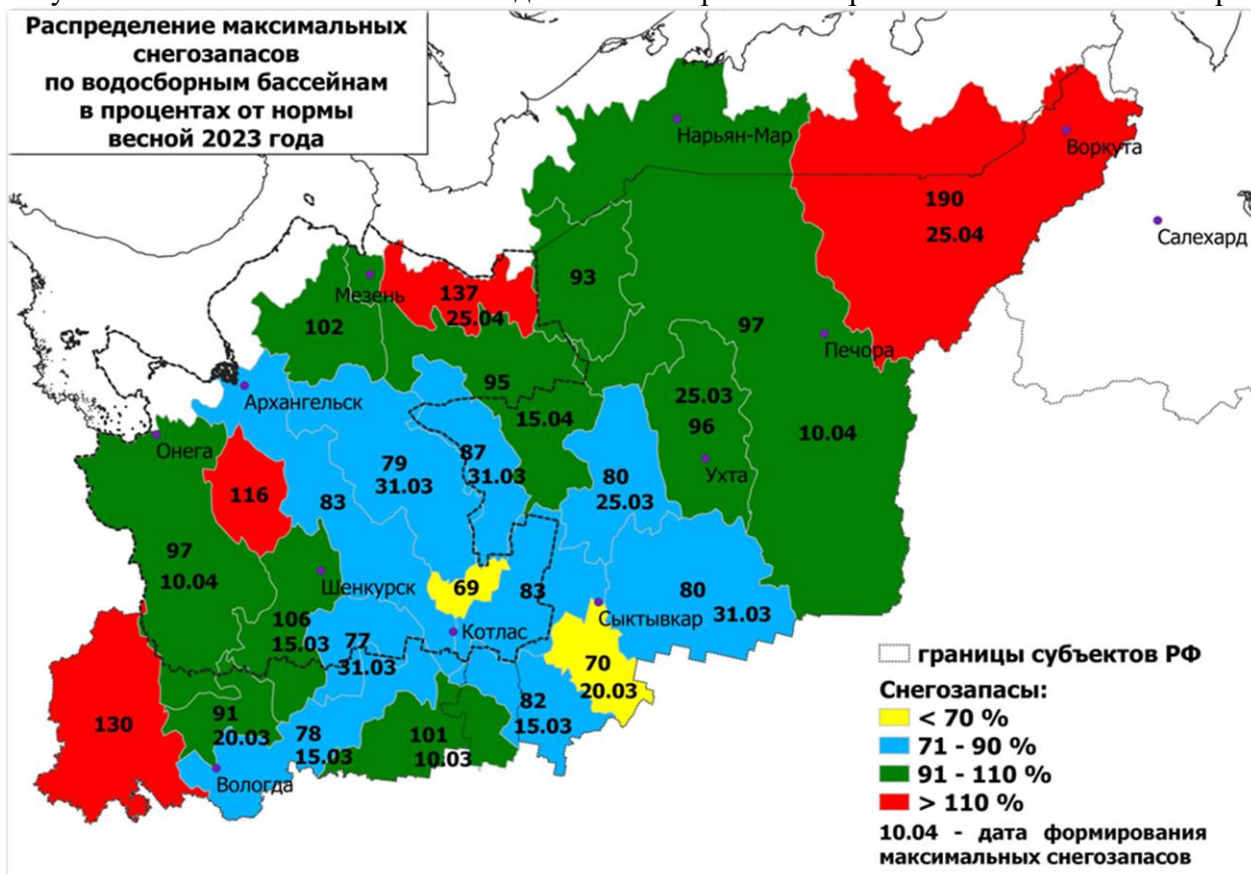 Распределение максимальных
снегозапасов
по водосборным бассейнам
в процентах от нормы
весной 2023 года
Нарьян-Мар
Воркута
190
25.04
Салехард
93
Мезень
137
25.04
102
97
Печора
95
25.03
Архангельск
15.04
96
10.04
Онега
87
79
31.03
31.03
80
Ухта
116
83
25.03
97
10.04
Шенкурск
69
83
80
Сыктывкар
31.03
106
15.03
77
Котлас
31.03
70
20.03
82
15.03
130
91
20.03
78
15.03
101
10.03
Вологда
границы субъектов РФ
Снегозапасы:
< 70 %
71 - 90 %
91 - 110 %
> 110 %
10.04 - дата формирования
максимальных снегозапасов